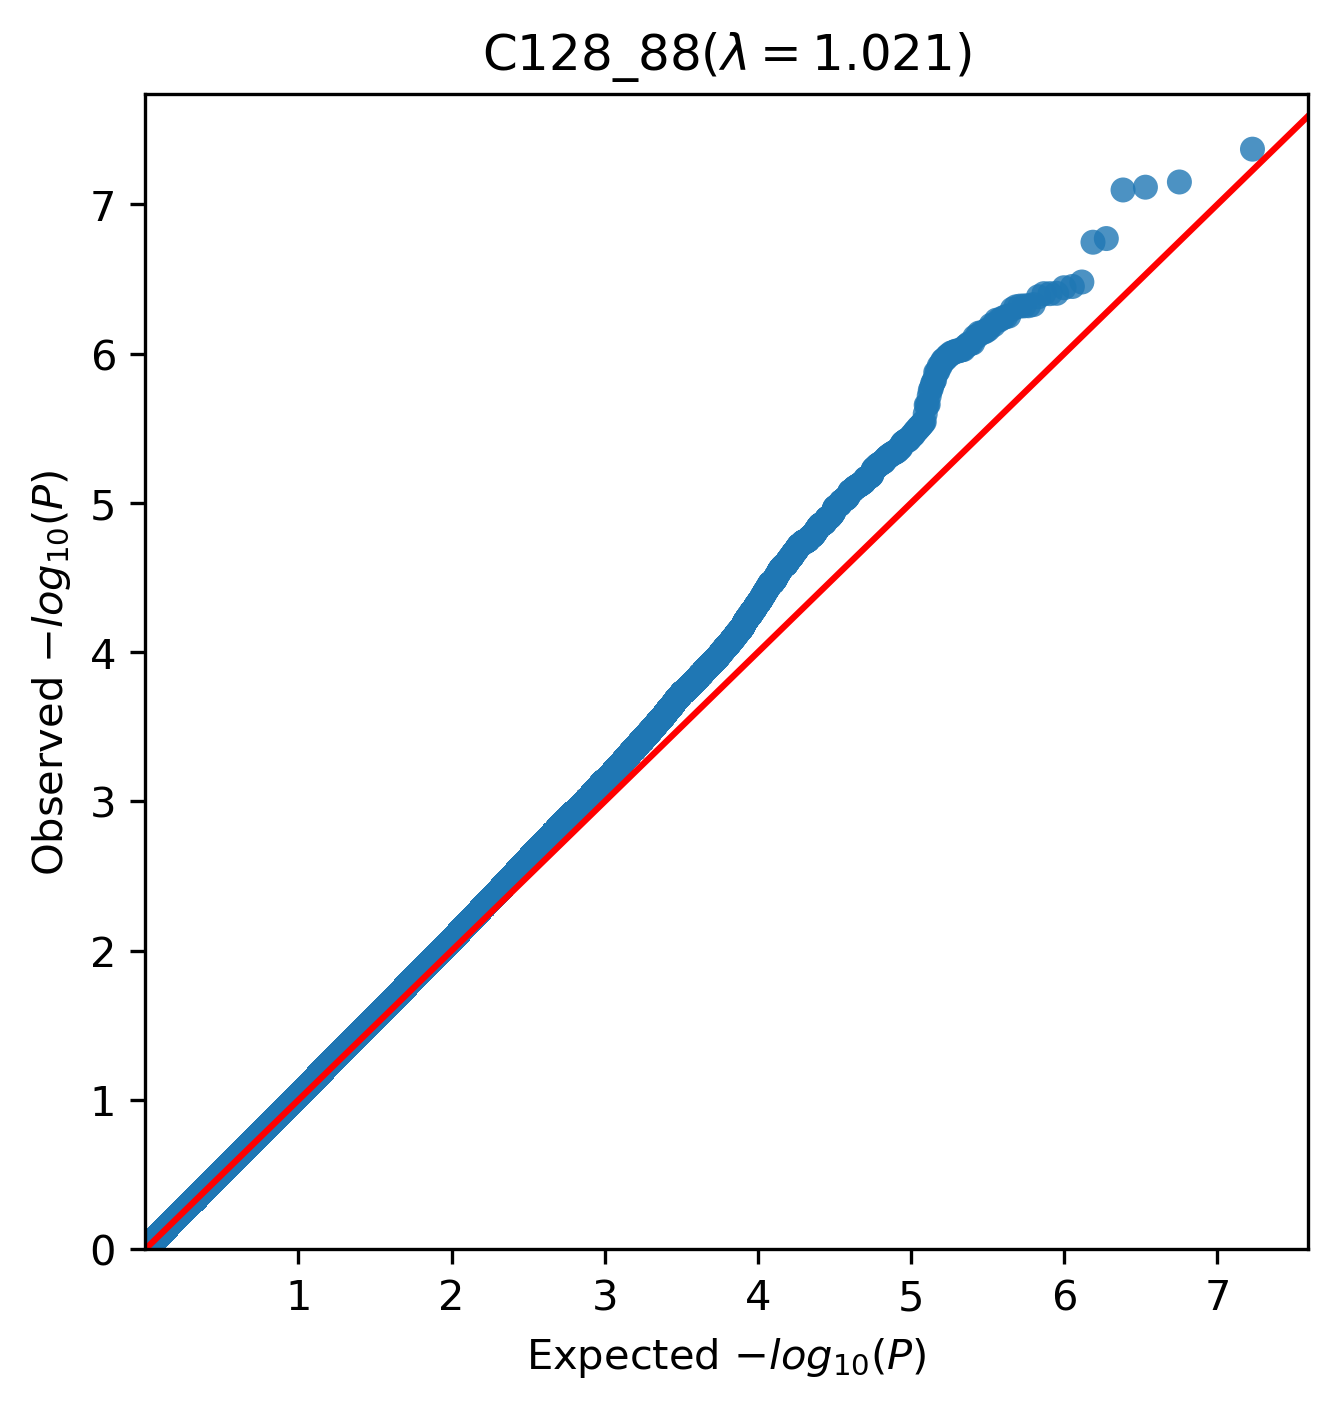 C128_88(λ = 1.021)
Observed −log₁₀(P)
7
6
5
4
3
2
1
0
1 2 3 4 5 6 7
Expected −log₁₀(P)